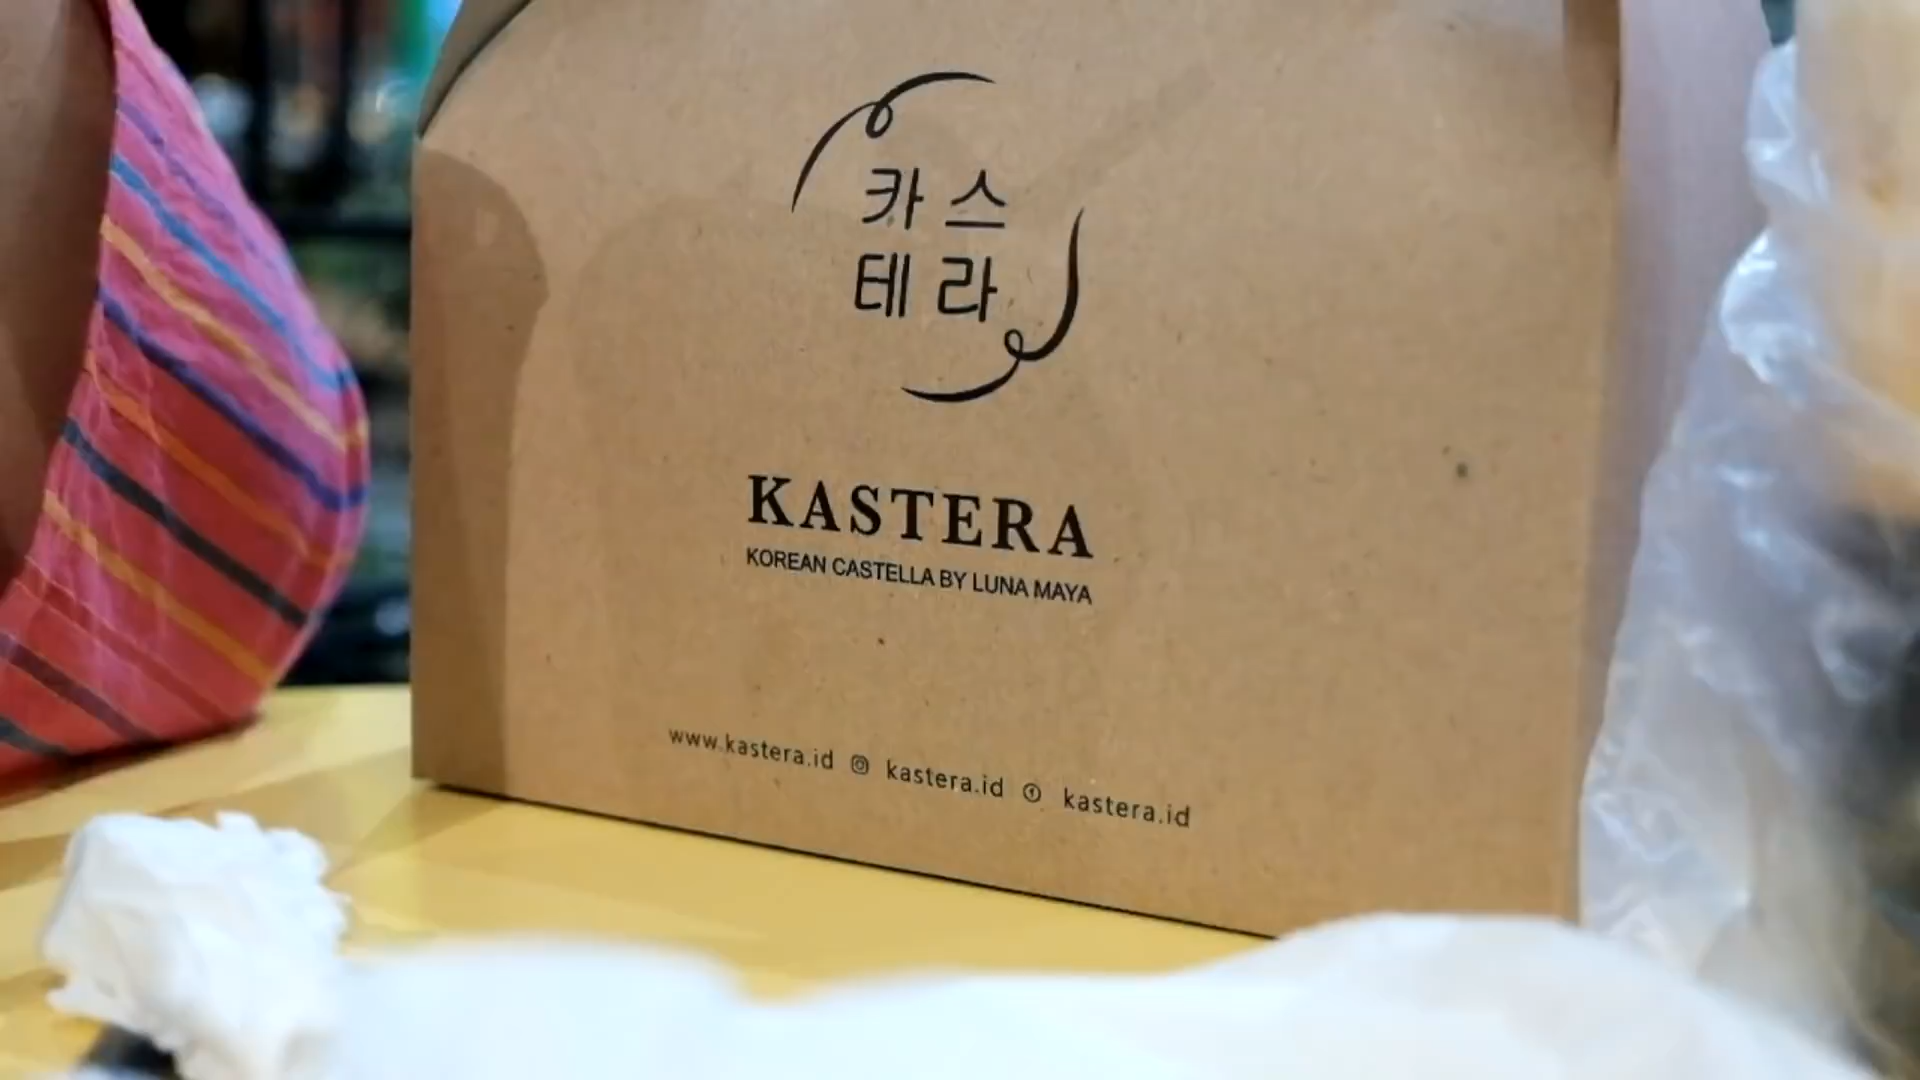 카스
테라
KASTERA
KOREAN CASTELLA BY LUNA MAYA
www.kastera.id kastera.id kastera.id